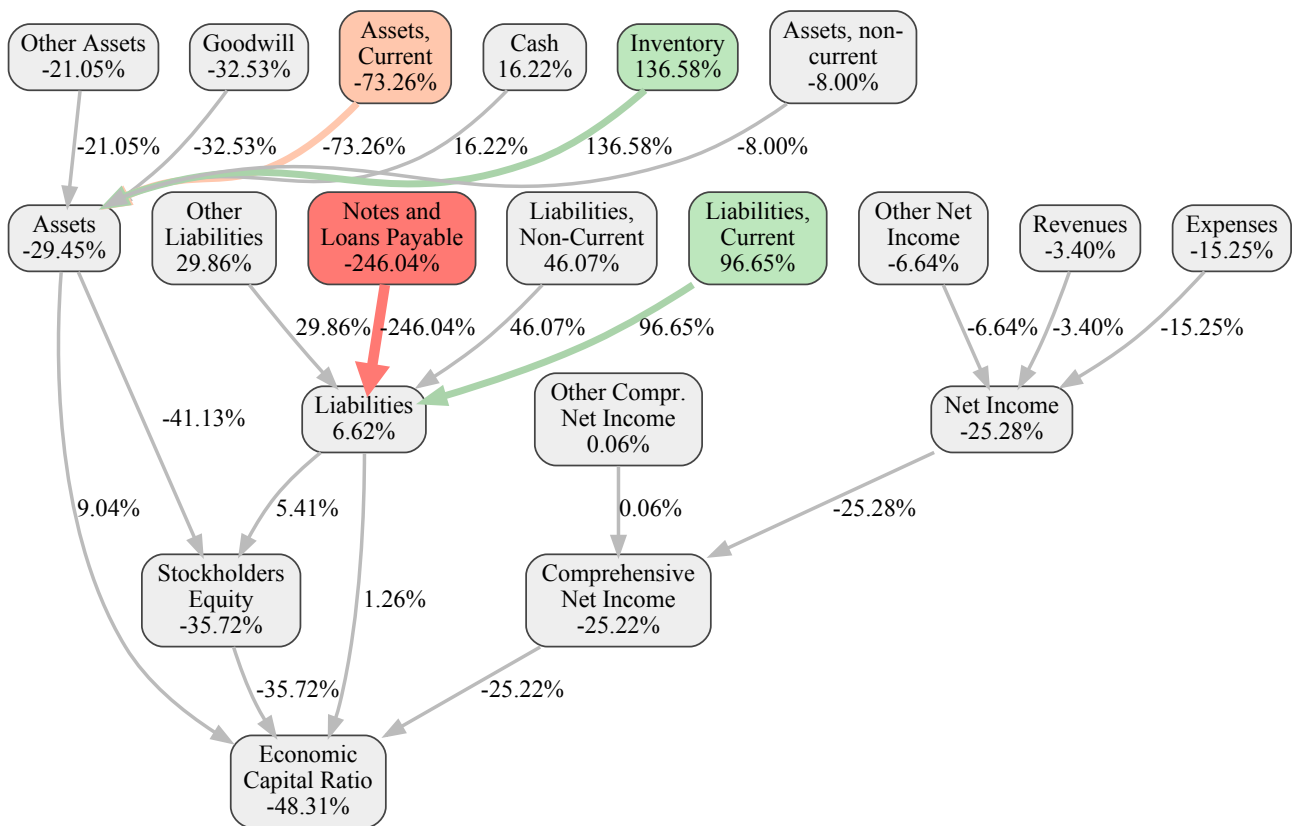 Other Assets
-21.05%
Goodwill
-32.53%
Assets,
Current
-73.26%
Cash
16.22%
Inventory
136.58%
Assets, non-
current
-8.00%
-21.05%
-32.53%
-73.26%
16.22%
136.58%
-8.00%
Assets
-29.45%
Other
Liabilities
29.86%
Notes and
Loans Payable
-246.04%
Liabilities,
Non-Current
46.07%
Liabilities,
Current
96.65%
Other Net
Income
-6.64%
Revenues
-3.40%
Expenses
-15.25%
29.86%
-246.04%
46.07%
96.65%
-6.64%
-3.40%
-15.25%
Liabilities
6.62%
Other Compr.
Net Income
0.06%
Net Income
-25.28%
-41.13%
9.04%
5.41%
0.06%
-25.28%
Stockholders
Equity
-35.72%
1.26%
Comprehensive
Net Income
-25.22%
-35.72%
-25.22%
Economic
Capital Ratio
-48.31%